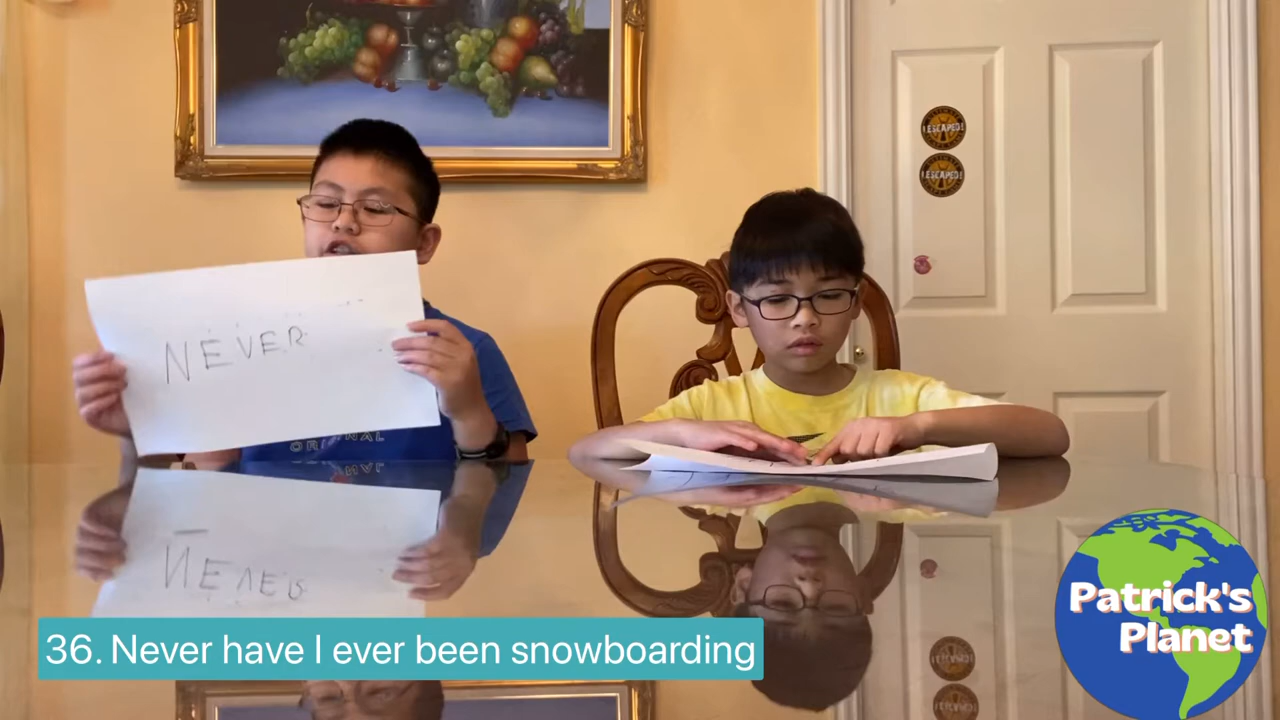 I ESCAPED!
I ESCAPED!
NEVER
ORIGINAL
36. Never have I ever been snowboarding
Patrick's
Planet